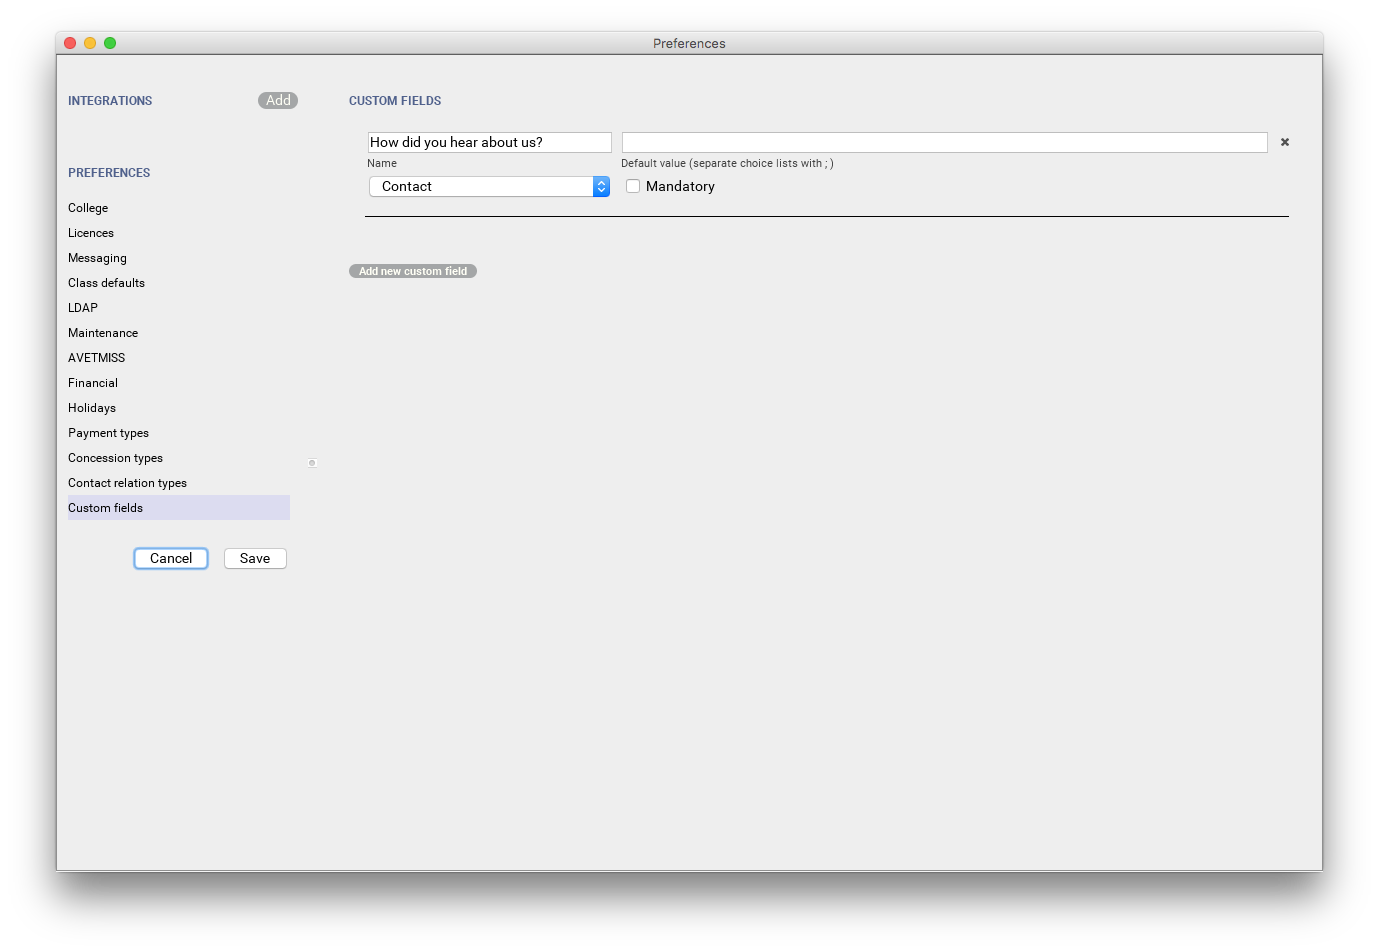 Preferences
INTEGRATIONS
Add
PREFERENCES
College
Licences
Messaging
Class defaults
LDAP
Maintenance
AVETMISS
Financial
Holidays
Payment types
Concession types
Contact relation types
Custom fields
Cancel
Save
CUSTOM FIELDS
How did you hear about us?
Name
Default value (separate choice lists with ; )
Contact
Mandatory
Add new custom field